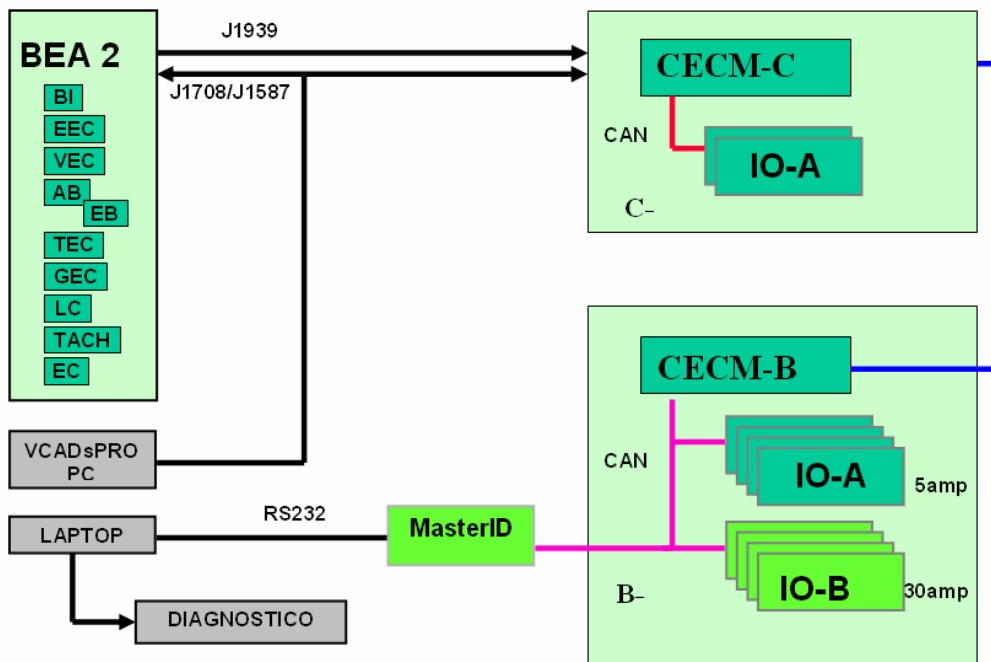 BEA 2
BI
EEC
VEC
AB
EB
TEC
GEC
LC
TACH
EC
J1939
J1708/J1587
CECM-C
CAN
IO-A
C-
VCADsPRO
PC
LAPTOP
RS232
MasterID
DIAGNOSTICO
CECM-B
CAN
IO-A
5amp
IO-B
30amp
B-